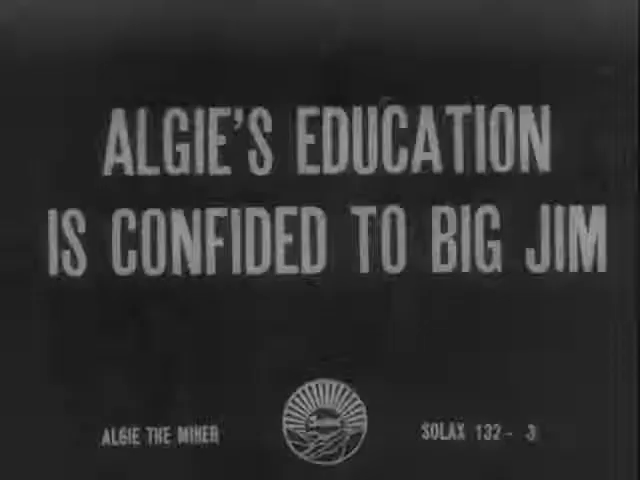 ALGIE'S EDUCATION
IS CONFIDED TO BIG JIM
ALGIE THE MINER
SOLAX 132- 3